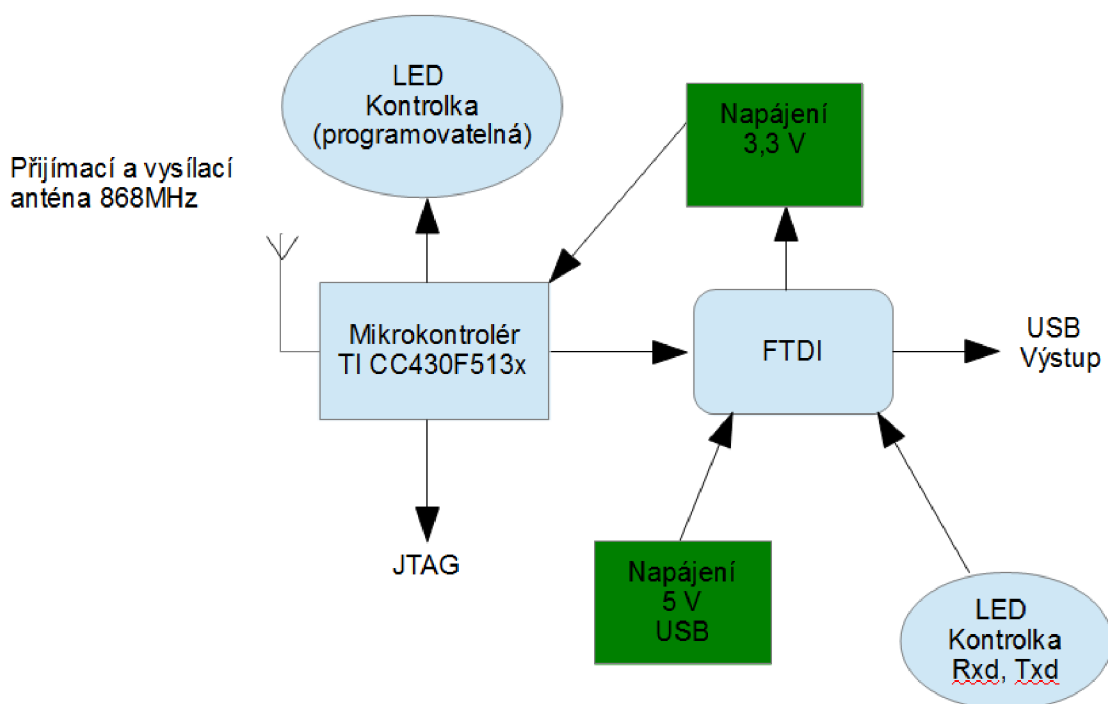 LED
Kontrolka
(programovatelná)
Napájení
3,3 V
Přijímací a vysílací
anténa 868MHz
Mikrokontrolér
TI CC430F513x
FTDI
USB
Výstup
JTAG
Napájení
5 V
USB
LED
Kontrolka
Rxd, Txd